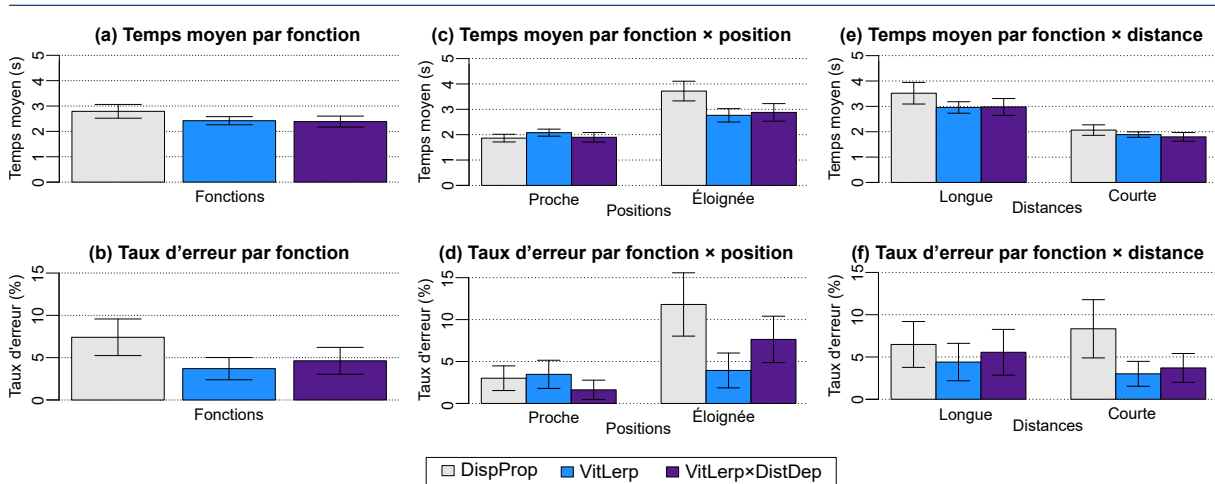 (a) Temps moyen par fonction
Temps moyen (s)
0 1 2 3 4 5
Fonctions
(c) Temps moyen par fonction × position
Temps moyen (s)
0 1 2 3 4 5
Proche Éloignée
Positions
(e) Temps moyen par fonction × distance
Temps moyen (s)
0 1 2 3 4 5
Longue Courte
Distances
(b) Taux d’erreur par fonction
Taux d'erreur (%)
0 5 10 15
Fonctions
(d) Taux d’erreur par fonction × position
Taux d'erreur (%)
0 5 10 15
Proche Éloignée
Positions
(f) Taux d’erreur par fonction × distance
Taux d'erreur (%)
0 5 10 15
Longue Courte
Distances
DispProp VitLerp VitLerp×DistDep